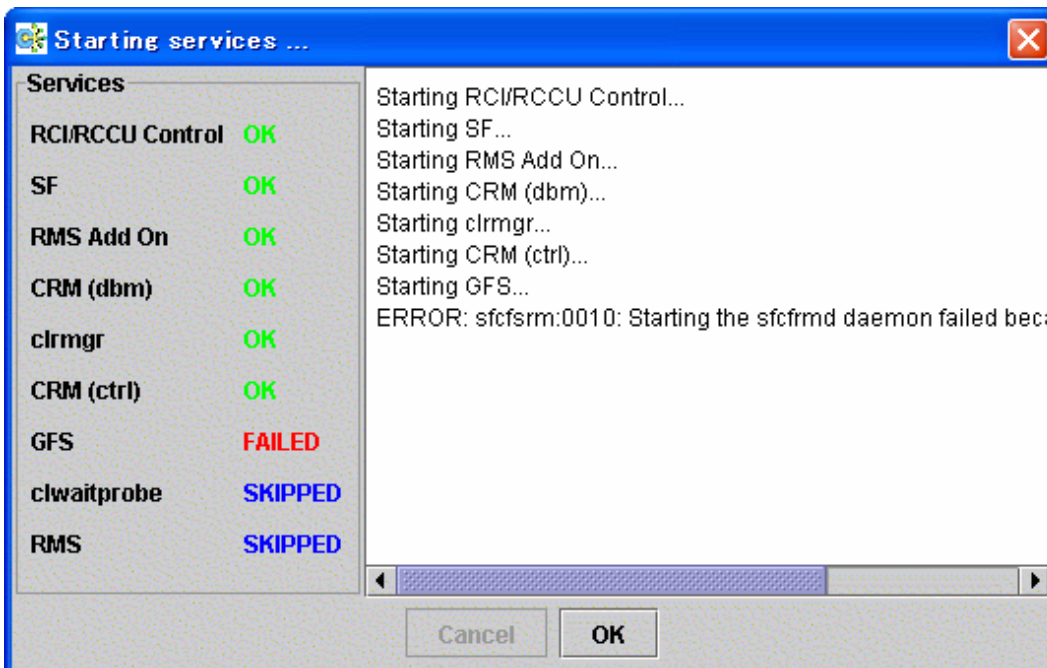 Starting services ...
Services
RCI/RCCU Control OK
SF OK
RMS Add On OK
CRM (dbm) OK
clrmgr OK
CRM (ctrl) OK
GFS FAILED
clwaitprobe SKIPPED
RMS SKIPPED
Starting RCI/RCCU Control...
Starting SF...
Starting RMS Add On...
Starting CRM (dbm)...
Starting clrmgr...
Starting CRM (ctrl)...
Starting GFS...
ERROR: sfcfsrm:0010: Starting the sfcfrmd daemon failed beca
Cancel OK